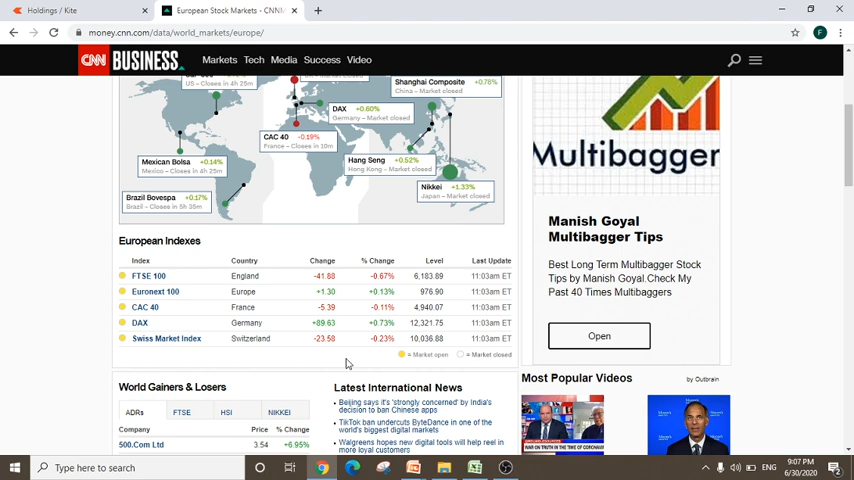 Holdings / Kite
European Stock Markets - CNNM
money.cnn.com/data/world_markets/europe/
F
CNN BUSINESS
Markets Tech Media Success Video
US - Closes in 4h 25m
Shanghai Composite +0.78%
China - Market closed
DAX +0.60%
Germany - Market closed
CAC 40 -0.19%
France - Closes in 10m
Mexican Bolsa +0.14%
Mexico - Closes in 4h 25m
Hang Seng +0.52%
Hong Kong - Market closed
Nikkei +1.33%
Japan - Market closed
Brazil Bovespa +0.17%
Brazil - Closes in 5h 35m
Multibagger
Manish Goyal
Multibagger Tips
Best Long Term Multibagger Stock
Tips by Manish Goyal.Check My
Past 40 Times Multibaggers
Open
European Indexes
Index Country Change % Change Level Last Update
FTSE 100 England -41.88 -0.67% 6,183.89 11:03am ET
Euronext 100 Europe +1.30 +0.13% 976.90 11:03am ET
CAC 40 France -5.39 -0.11% 4,940.07 11:03am ET
DAX Germany +89.63 +0.73% 12,321.75 11:03am ET
Swiss Market Index Switzerland -23.58 -0.23% 10,036.88 11:03am ET
= Market open = Market closed
World Gainers & Losers
ADRs FTSE HSI NIKKEI
Company Price % Change
500.Com Ltd 3.54 +6.95%
Latest International News
Beijing says it's 'strongly concerned' by India's
decision to ban Chinese apps
TikTok ban undercuts ByteDance in one of the
world's biggest digital markets
Walgreens hopes new digital tools will help reel in
more loyal customers
Most Popular Videos
by Outbrain
WAR ON TRUTH IN THE TIME OF CORONAVIRUS
Type here to search
ENG
9:07 PM
6/30/2020
2